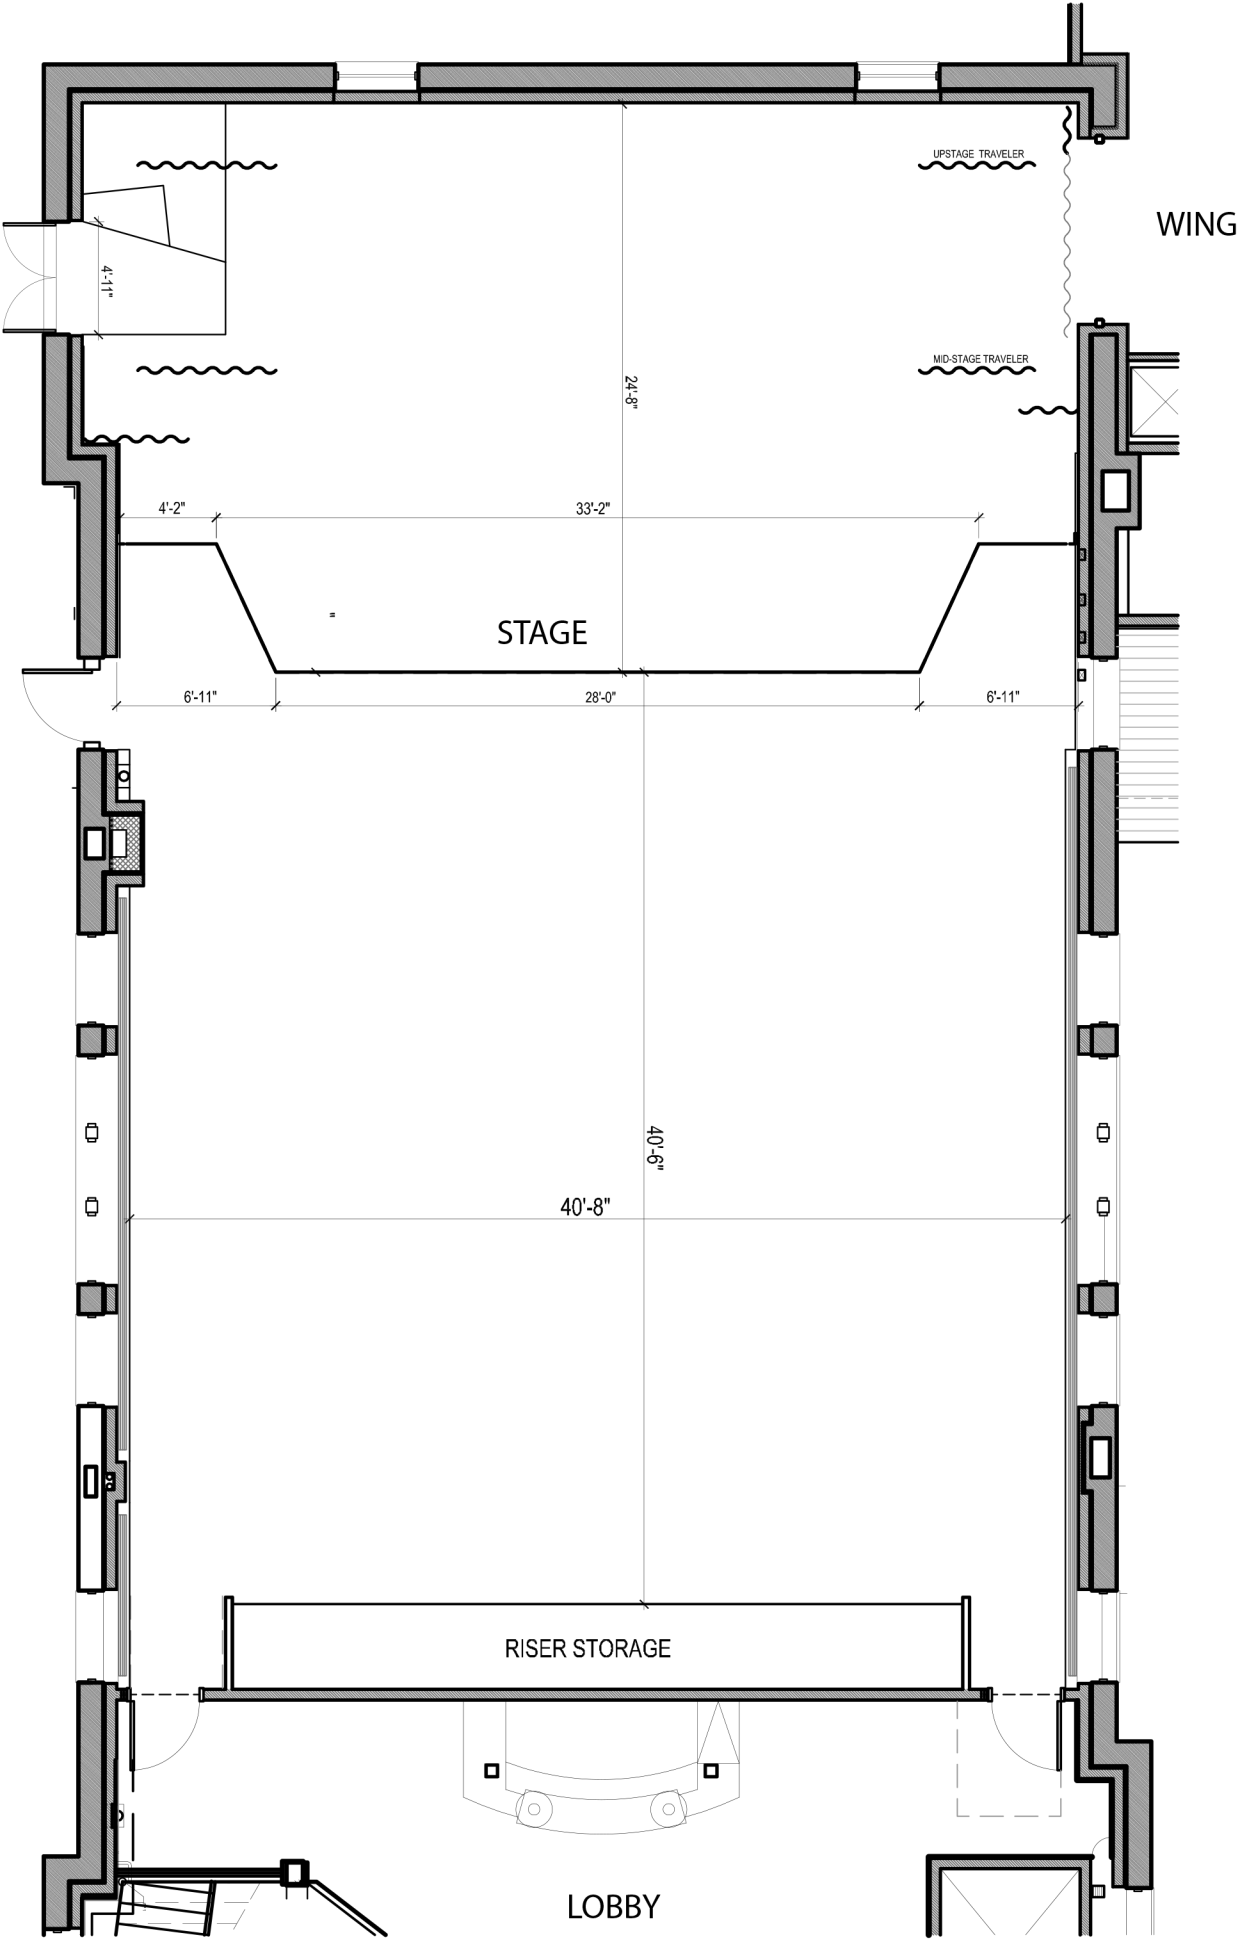 UPSTAGE TRAVELER
WING
4'-11"
MID-STAGE TRAVELER
24'-8"
4'-2"
33'-2"
"
STAGE
6'-11"
28'-0"
6'-11"
40'-6"
40'-8"
RISER STORAGE
LOBBY